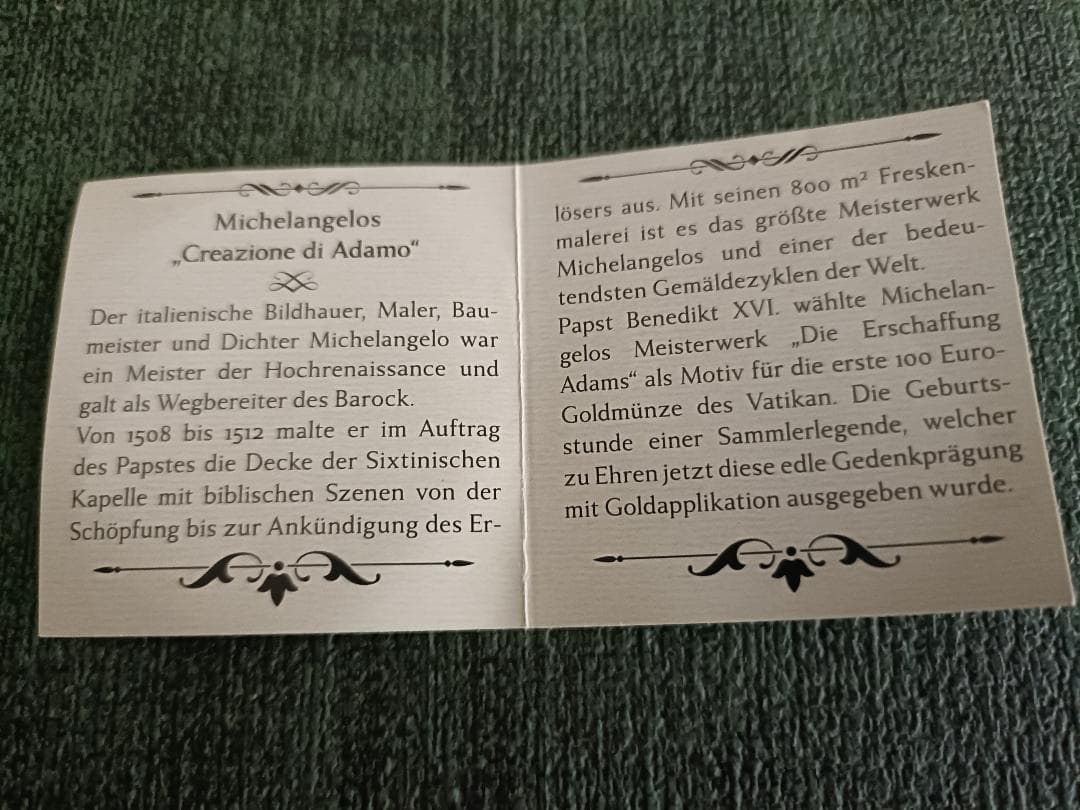 Michelangelos
„Creazione di Adamo“
Der italienische Bildhauer, Maler, Bau-
meister und Dichter Michelangelo war
ein Meister der Hochrenaissance und
galt als Wegbereiter des Barock.
Von 1508 bis 1512 malte er im Auftrag
des Papstes die Decke der Sixtinischen
Kapelle mit biblischen Szenen von der
Schöpfung bis zur Ankündigung des Er-
lösers aus. Mit seinen 800 m² Fresken-
malerei ist es das größte Meisterwerk
Michelangelos und einer der bedeu-
tendsten Gemäldezyklen der Welt.
Papst Benedikt XVI. wählte Michelan-
gelos Meisterwerk „Die Erschaffung
Adams“ als Motiv für die erste 100 Euro-
Goldmünze des Vatikan. Die Geburts-
stunde einer Sammlerlegende, welcher
zu Ehren jetzt diese edle Gedenkprägung
mit Goldapplikation ausgegeben wurde.